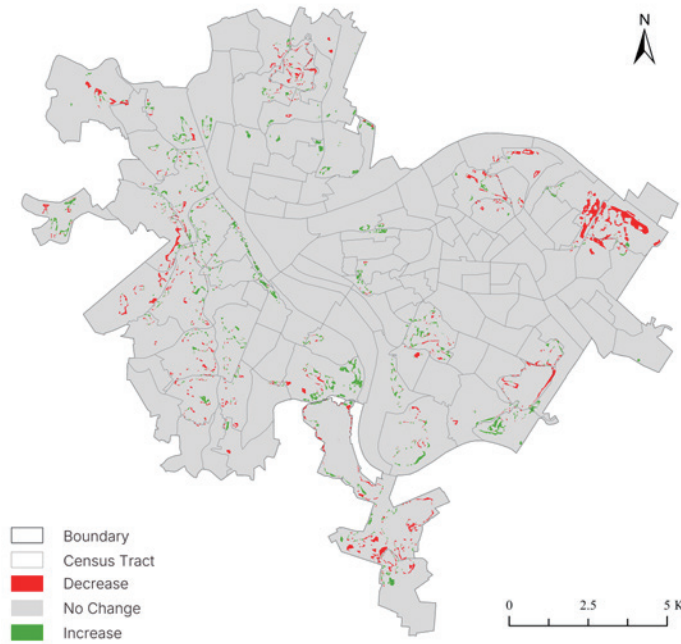 N
Boundary
Census Tract
Decrease
No Change
Increase
0 2.5 5 K